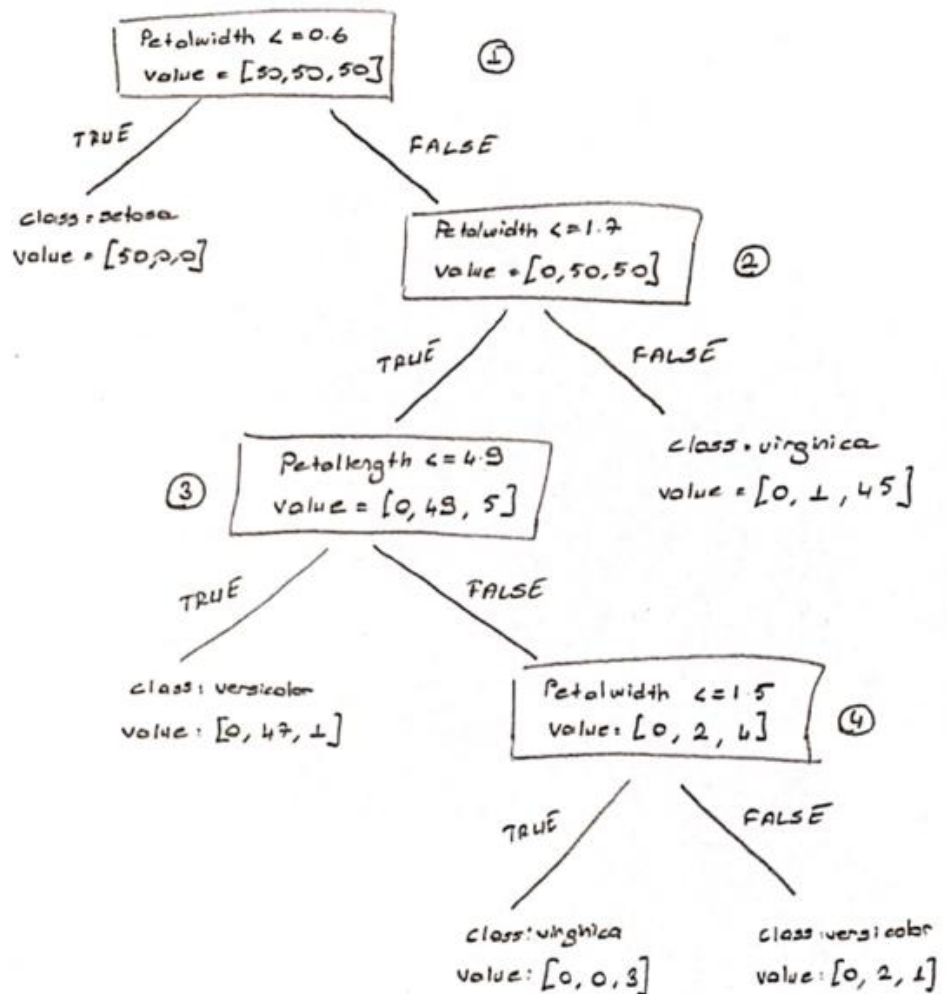 Petalwidth <=0.6
value = [50,50,50]
1
TRUE
FALSE
class: setosa
value = [50,0,0]
Petalwidth <=1.7
value = [0,50,50]
2
TRUE
FALSE
Petallength <=4.9
value = [0,49,5]
3
class: virginica
value = [0,1,45]
TRUE
FALSE
class: versicolor
value: [0,47,1]
Petalwidth <=1.5
value: [0,2,4]
4
TRUE
FALSE
class: virginica
value: [0,0,3]
class: versicolor
value: [0,2,1]